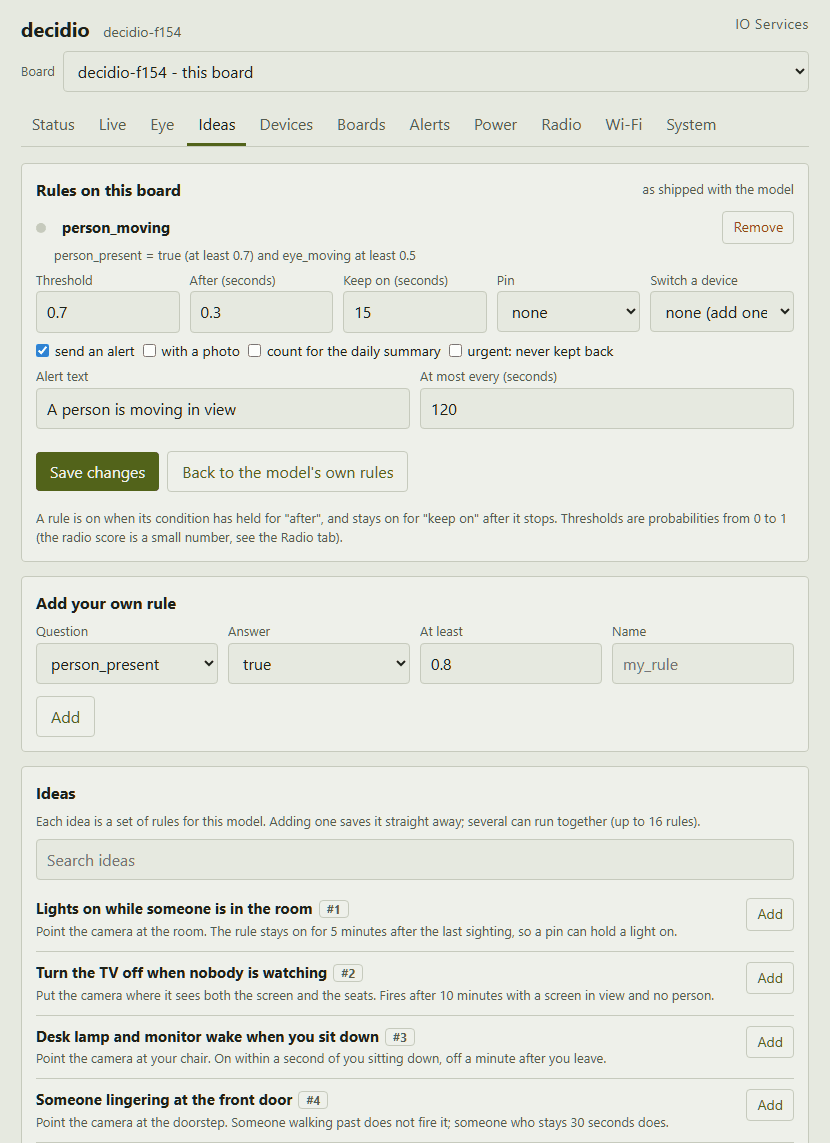 decidio decidio-f154 IO Services
Board decidio-f154 - this board
Status Live Eye Ideas Devices Boards Alerts Power Radio Wi-Fi System
Rules on this board as shipped with the model
person_moving Remove
person_present = true (at least 0.7) and eye_moving at least 0.5
Threshold After (seconds) Keep on (seconds) Pin Switch a device
0.7 0.3 15 none none (add one
send an alert with a photo count for the daily summary urgent: never kept back
Alert text At most every (seconds)
A person is moving in view 120
Save changes Back to the model's own rules
A rule is on when its condition has held for "after", and stays on for "keep on" after it stops. Thresholds are probabilities from 0 to 1
(the radio score is a small number, see the Radio tab).
Add your own rule
Question Answer At least Name
person_present true 0.8 my_rule
Add
Ideas
Each idea is a set of rules for this model. Adding one saves it straight away; several can run together (up to 16 rules).
Search ideas
Lights on while someone is in the room #1 Add
Point the camera at the room. The rule stays on for 5 minutes after the last sighting, so a pin can hold a light on.
Turn the TV off when nobody is watching #2 Add
Put the camera where it sees both the screen and the seats. Fires after 10 minutes with a screen in view and no person.
Desk lamp and monitor wake when you sit down #3 Add
Point the camera at your chair. On within a second of you sitting down, off a minute after you leave.
Someone lingering at the front door #4 Add
Point the camera at the doorstep. Someone walking past does not fire it; someone who stays 30 seconds does.